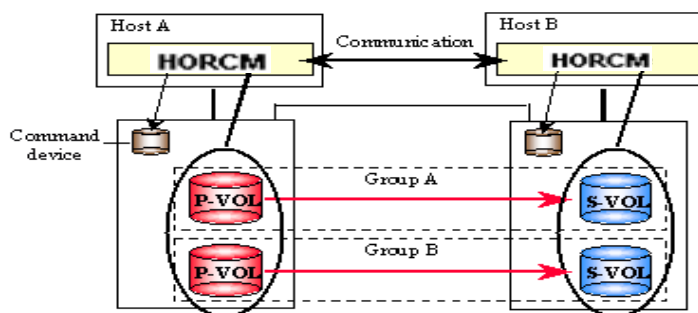 Host A
Host B
Communication
HORCM
HORCM
Command
device
Group A
P-VOL
S-VOL
Group B
P-VOL
S-VOL